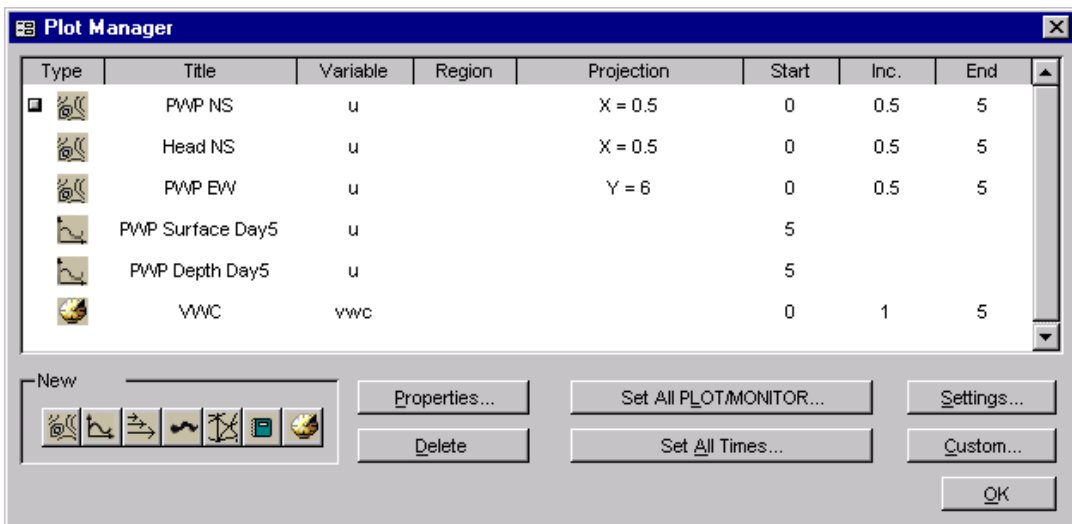 Plot Manager
Type Title Variable Region Projection Start Inc. End
PWP NS u X = 0.5 0 0.5 5
Head NS u X = 0.5 0 0.5 5
PWP EW u Y = 6 0 0.5 5
PWP Surface Day5 u 5
PWP Depth Day5 u 5
VWC vwc 0 1 5
New
Properties... Set All PLOT/MONITOR... Settings...
Delete Set All Times... Custom...
OK